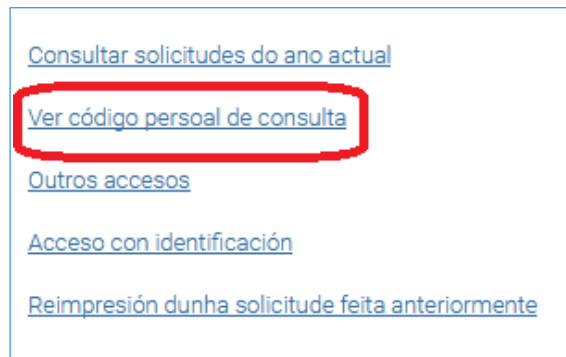 Consultar solicitudes do ano actual
Ver código persoal de consulta
Outros accesos
Acceso con identificación
Reimpresión dunha solicitude feita anteriormente